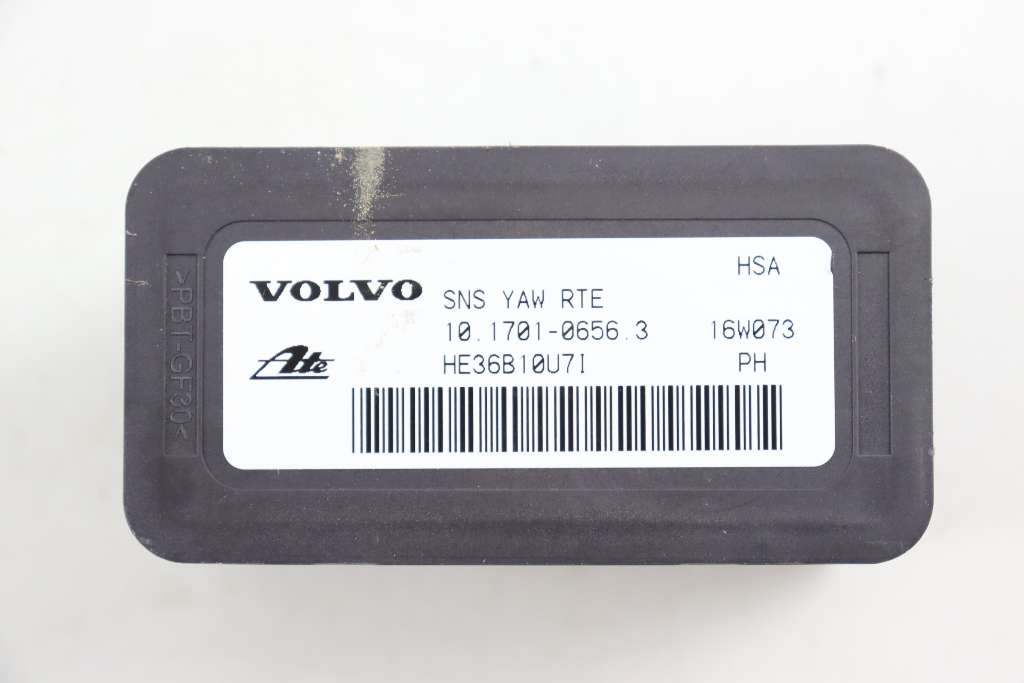 HSA
VOLVO
SNS YAW RTE
10.1701-0656.3 16W073
Ate
HE36B10U7I PH
>PBT-GF30<